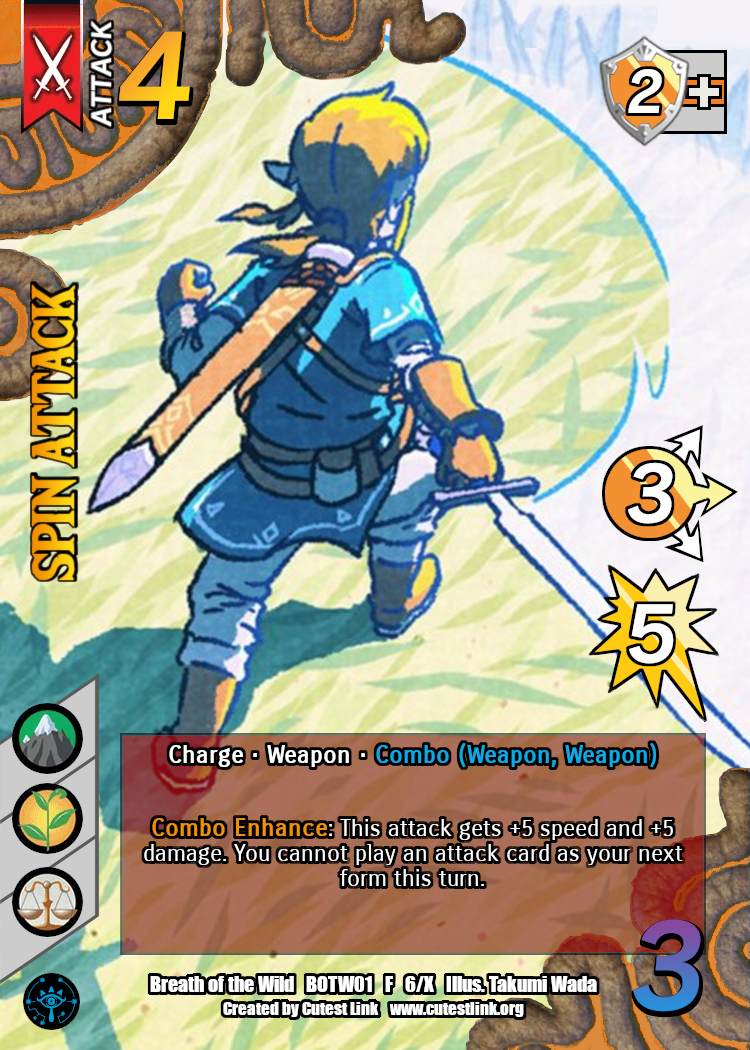 ATTACK
4
2 +
SPIN ATTACK
3
5
Charge · Weapon · Combo (Weapon, Weapon)
Combo Enhance: This attack gets +5 speed and +5
damage. You cannot play an attack card as your next
form this turn.
3
Breath of the Wild BOTW01 F 6/X Illus. Takumi Wada
Created by Cutest Link www.cutestlink.org